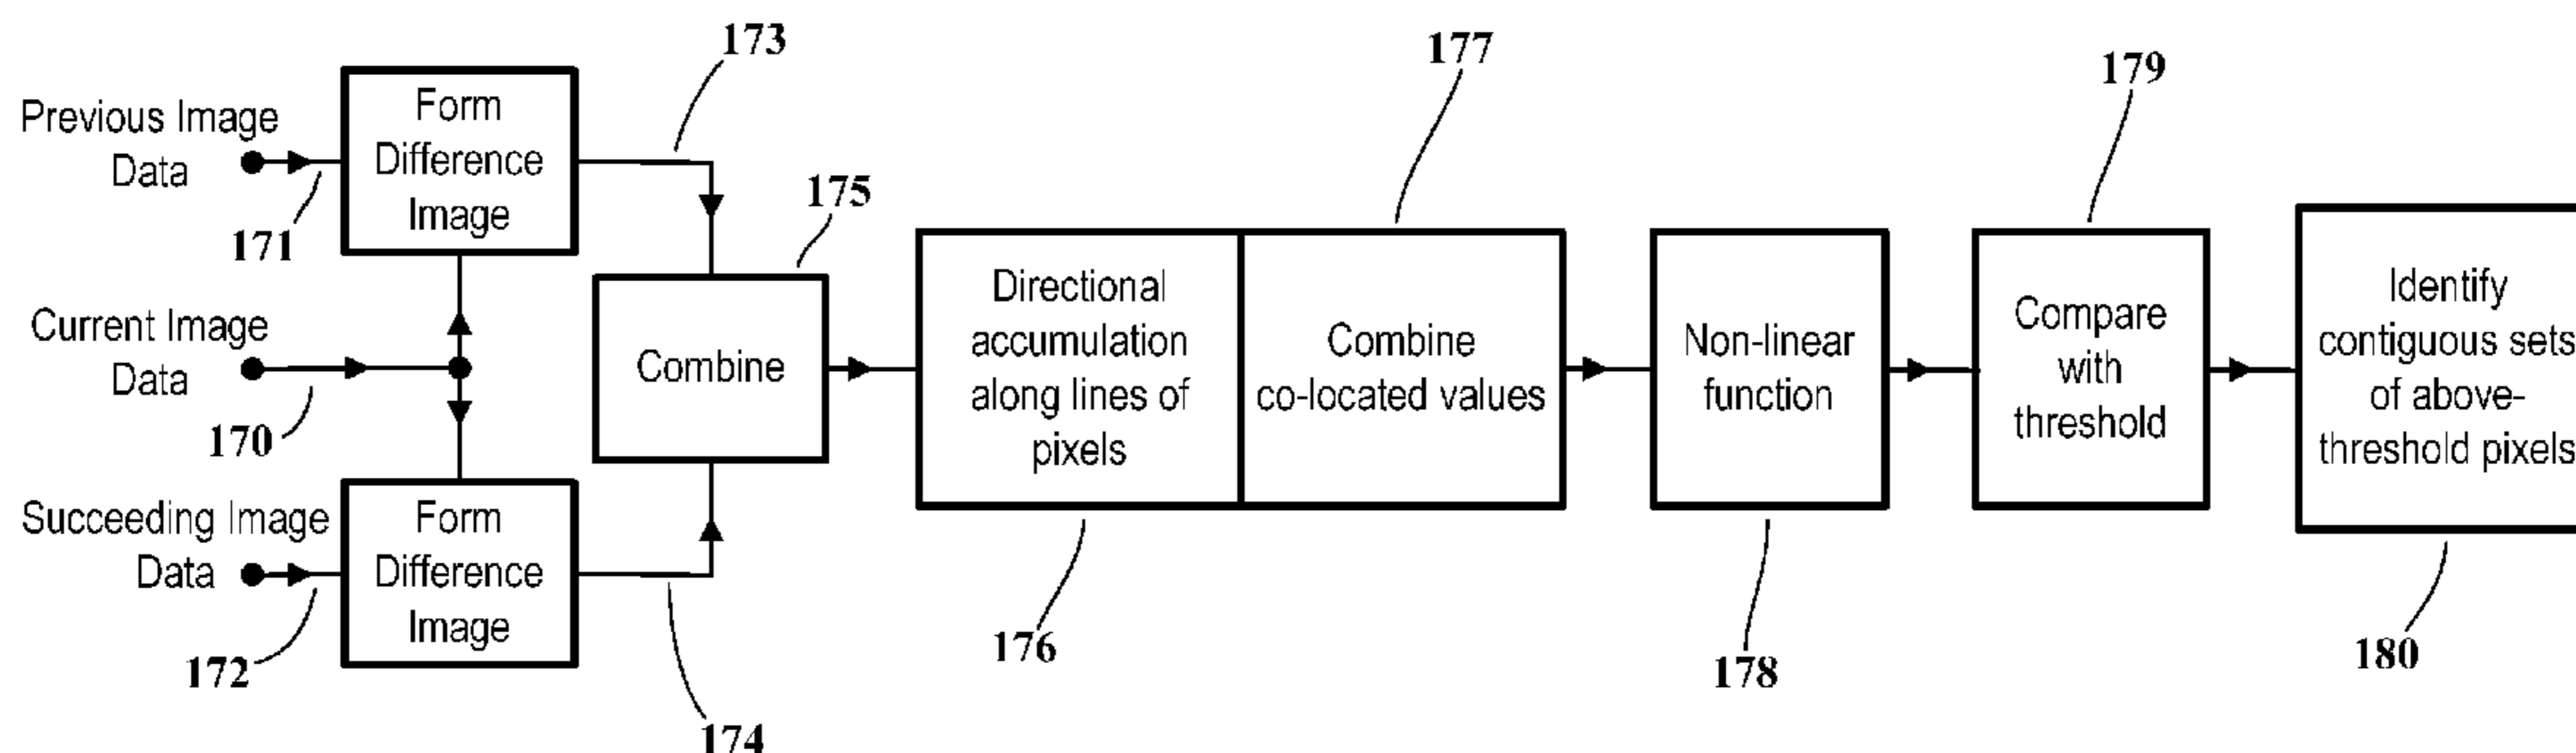 173
177
179
Previous Image
Data
Form
Difference
Image
171
175
Current Image
Data
170
Combine
Directional
accumulation
along lines of
pixels
Combine
co-located values
Non-linear
function
Compare
with
threshold
Identify
contiguous sets
of above-
threshold pixels
Succeeding Image
Data
Form
Difference
Image
172
174
176
178
180